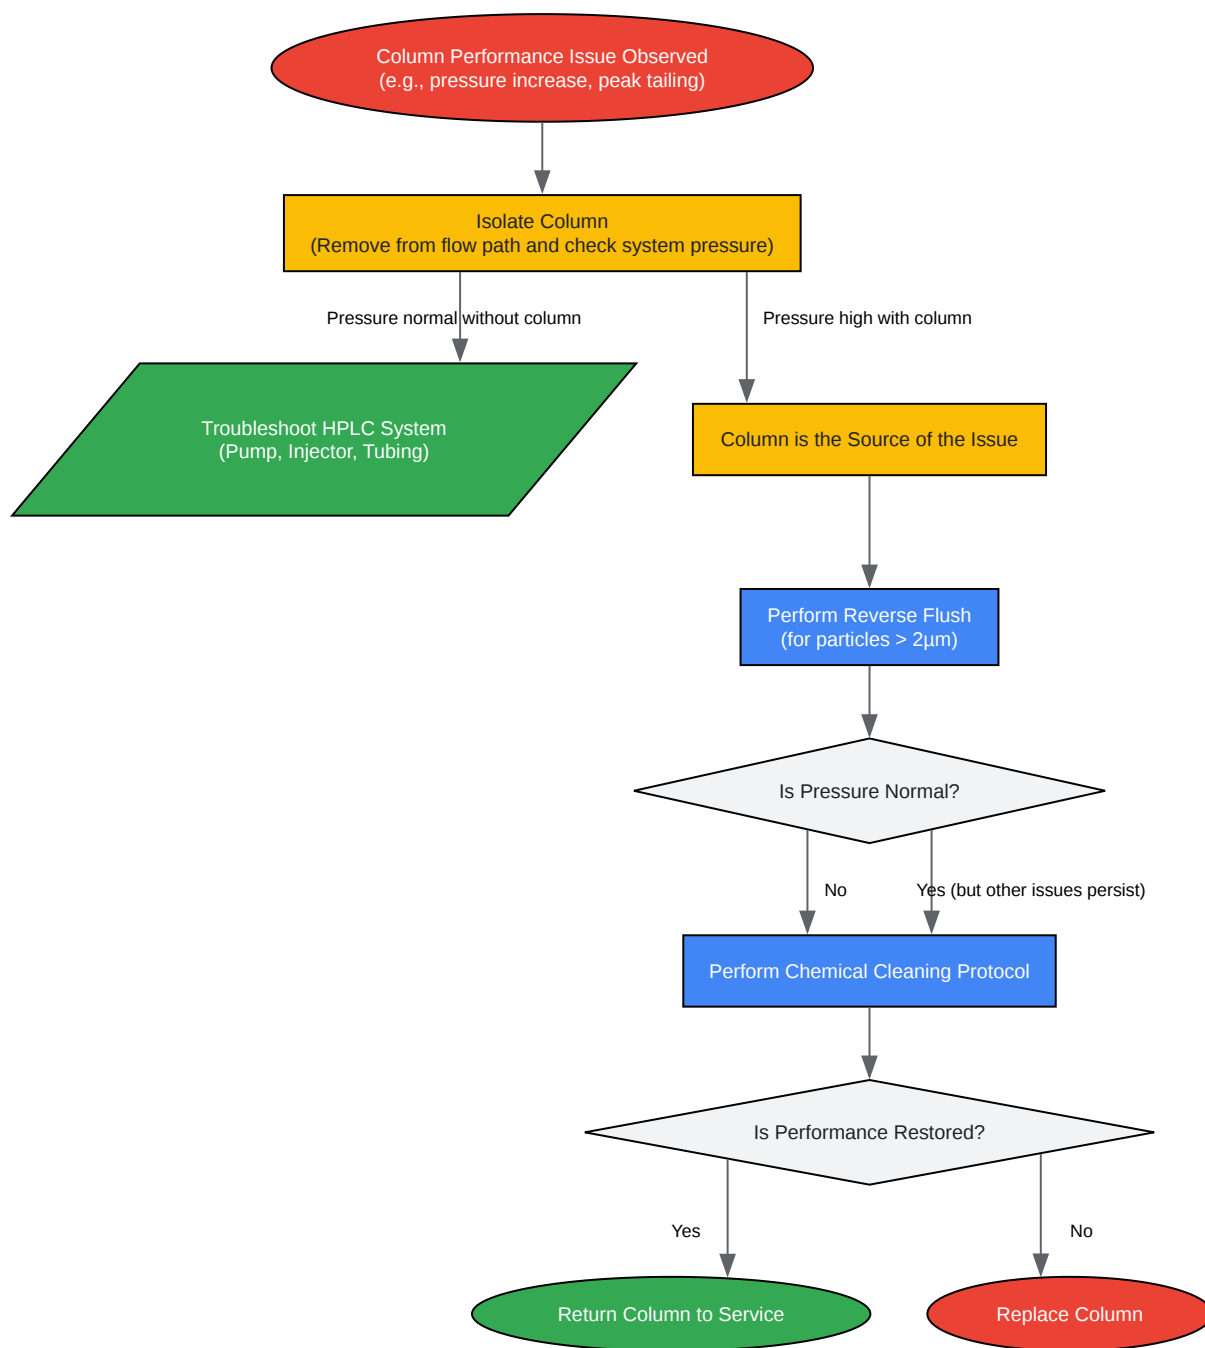 Column Performance Issue Observed
(e.g., pressure increase, peak tailing)
Isolate Column
(Remove from flow path and check system pressure)
Pressure normal without column
Pressure high with column
Troubleshoot HPLC System
(Pump, Injector, Tubing)
Column is the Source of the Issue
Perform Reverse Flush
(for particles > 2µm)
Is Pressure Normal?
No
Yes (but other issues persist)
Perform Chemical Cleaning Protocol
Is Performance Restored?
Yes
No
Return Column to Service
Replace Column